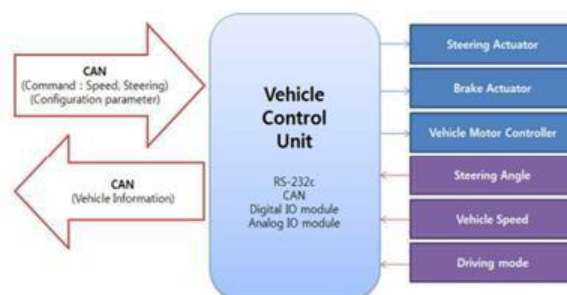 CAN
(Command : Speed, Steering)
(Configuration parameter)
CAN
(Vehicle Information)
Vehicle
Control
Unit
RS-232c
CAN
Digital IO module
Analog IO module
Steering Actuator
Brake Actuator
Vehicle Motor Controller
Steering Angle
Vehicle Speed
Driving mode